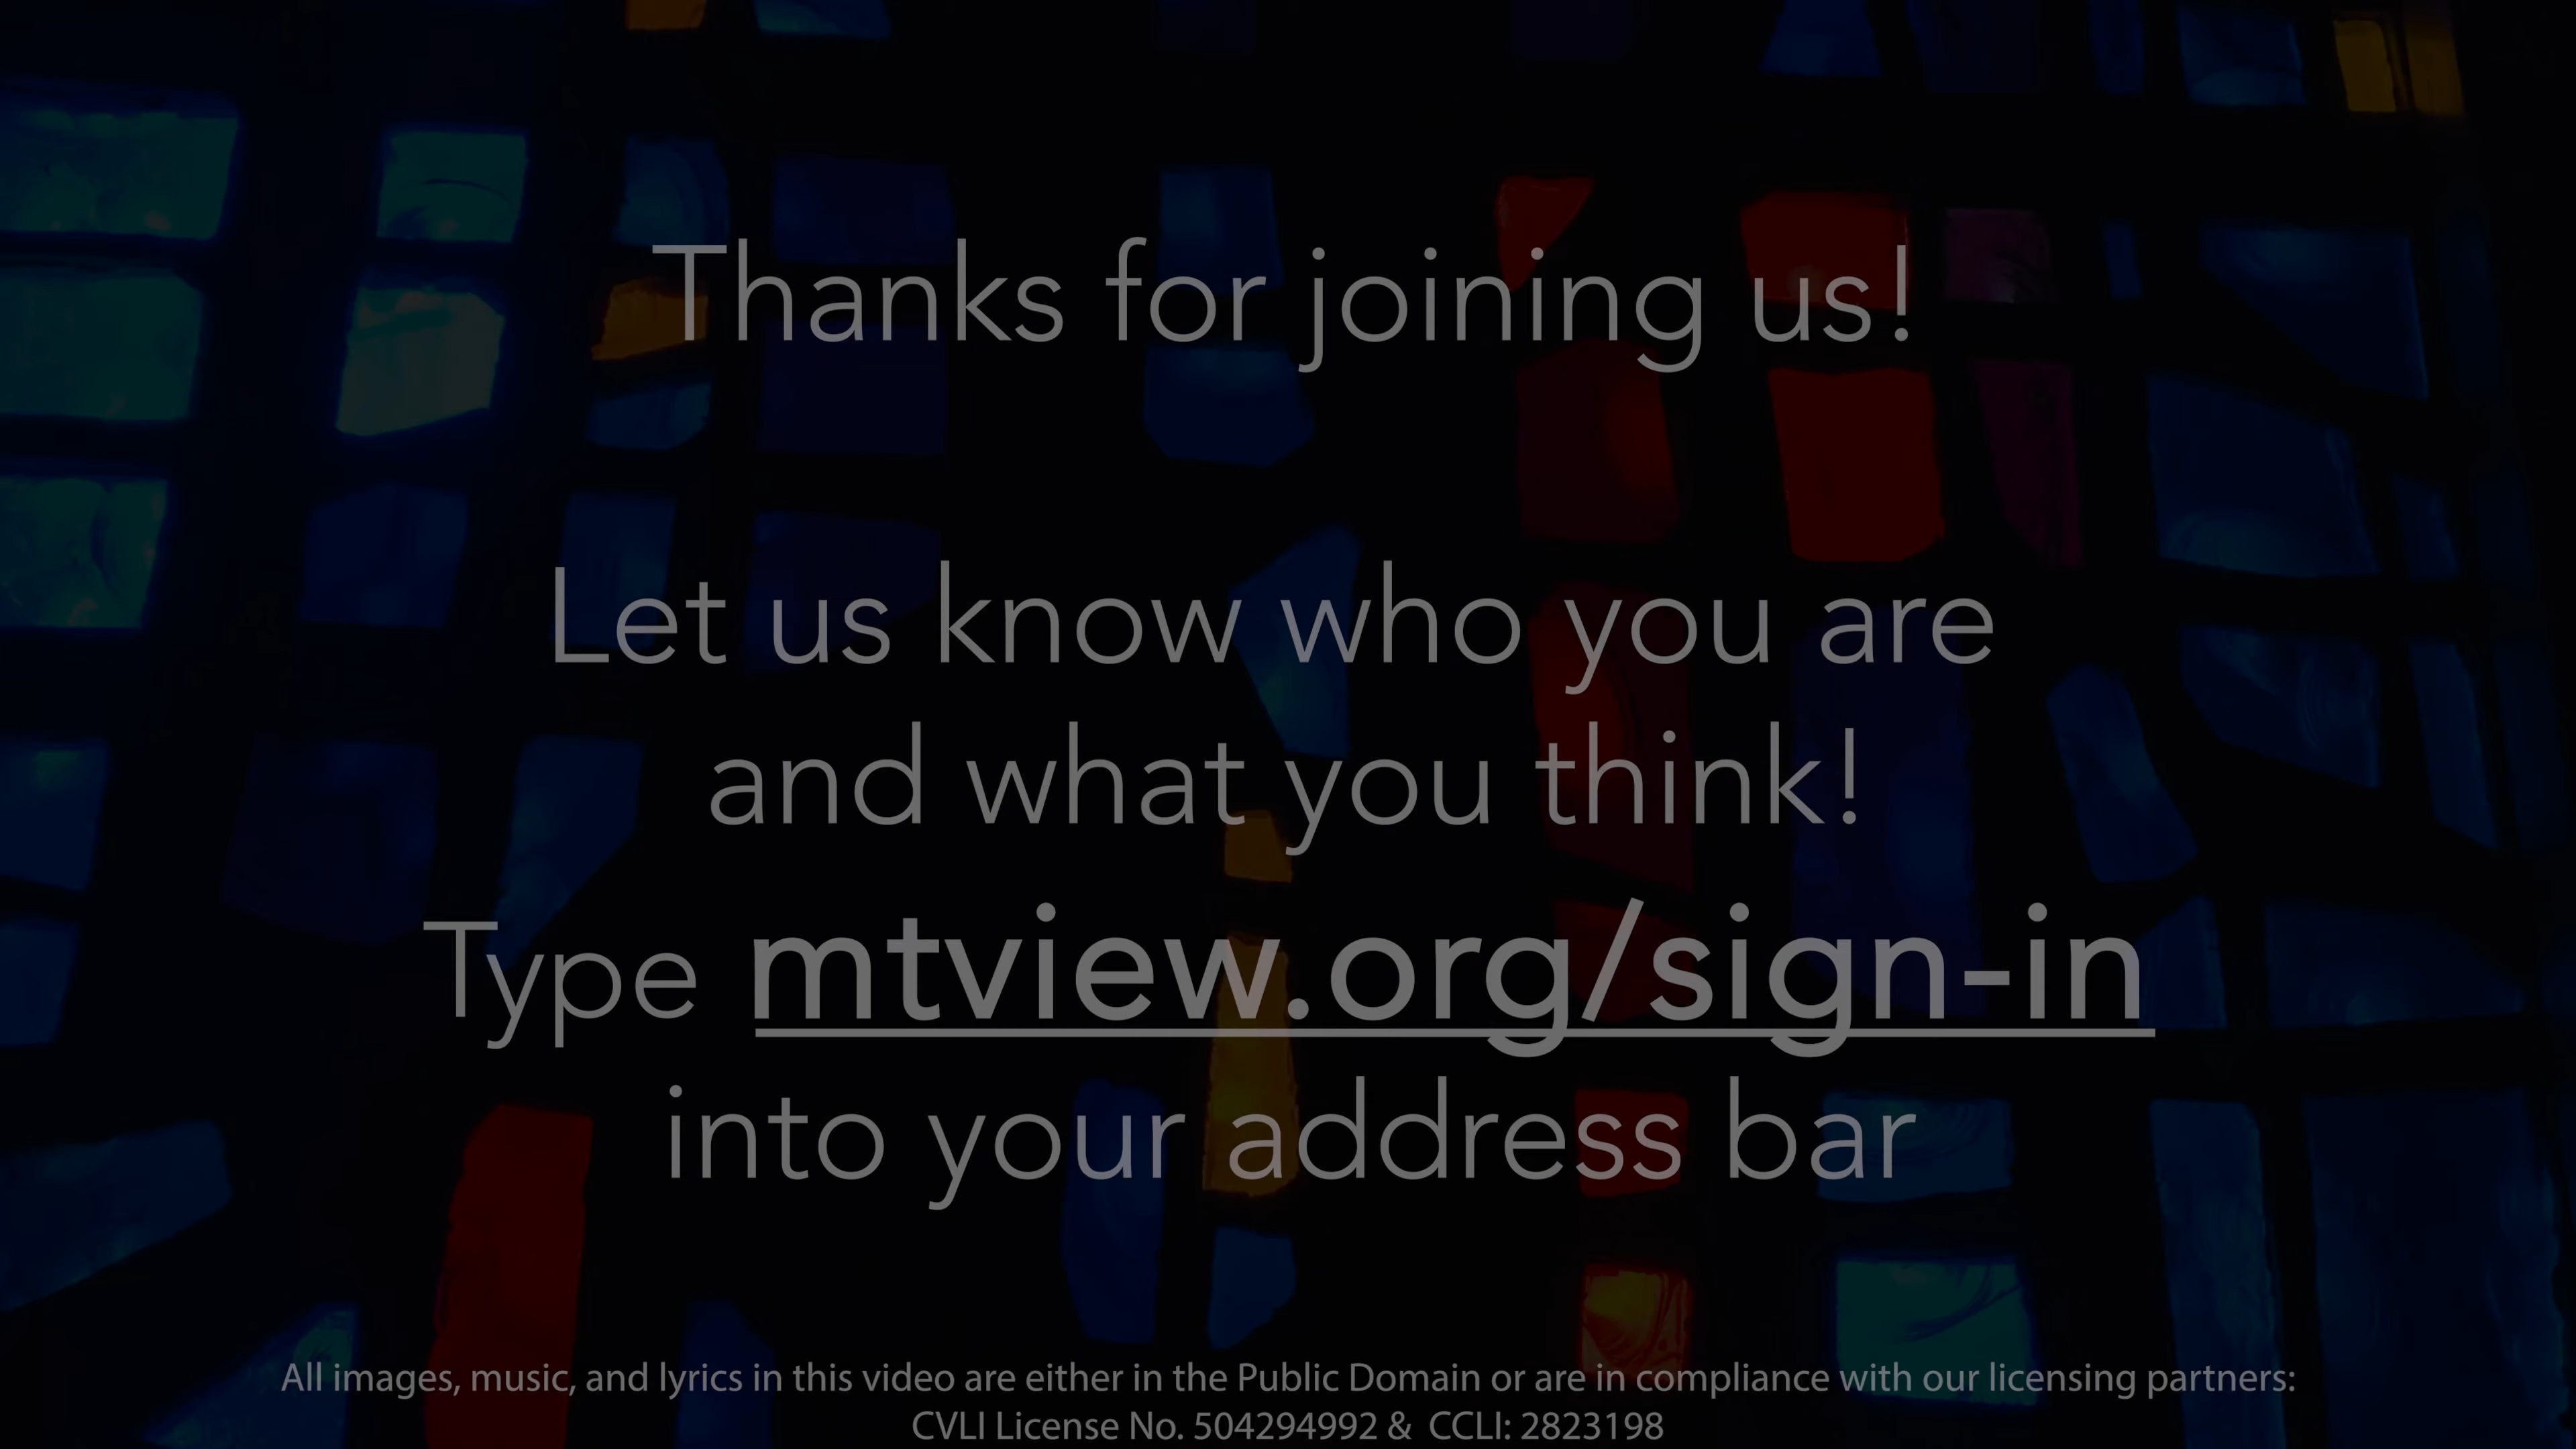 Thanks for joining us!
Let us know who you are
and what you think!
Type mtview.org/sign-in
into your address bar
All images, music, and lyrics in this video are either in the Public Domain or are in compliance with our licensing partners:
CVLI License No. 504294992 & CCLI: 2823198